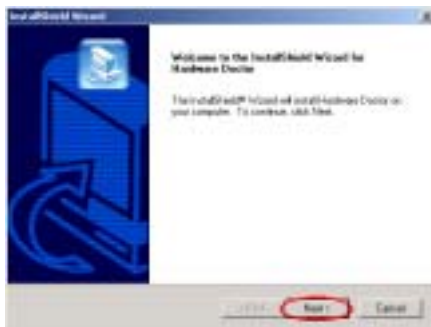 InstallShield Wizard
Welcome to the InstallShield Wizard for
Hardware Doctor
The InstallShield® Wizard will install Hardware Doctor on
your computer. To continue, click Next.
Next >
Cancel